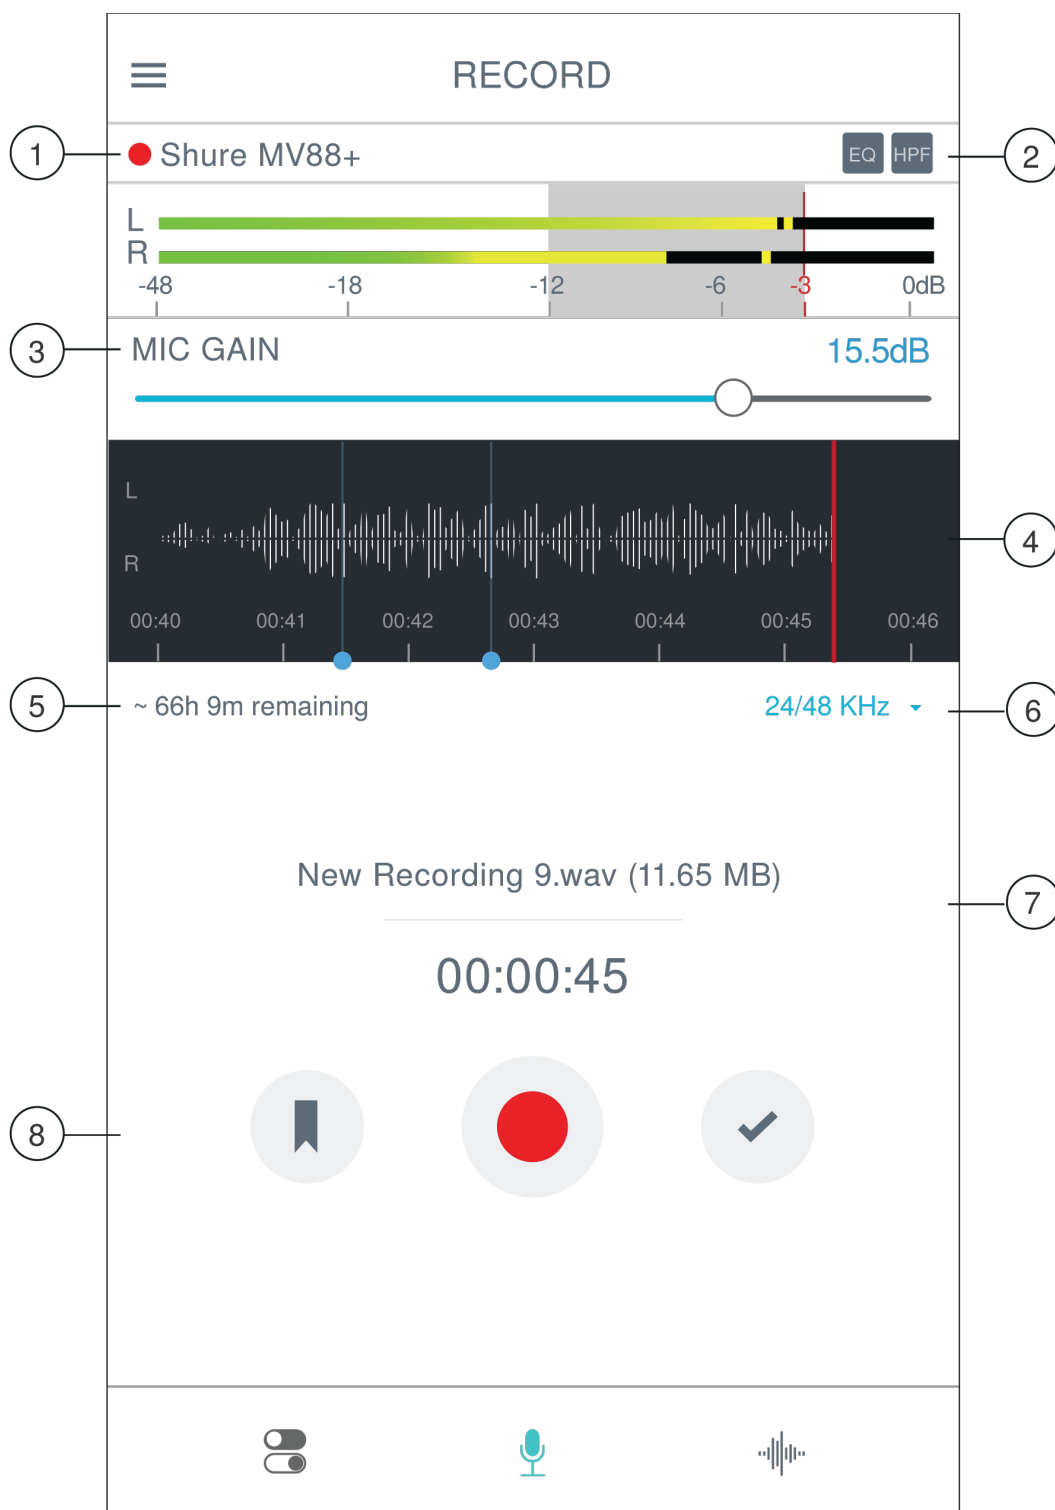 RECORD
1
Shure MV88+
EQ
HPF
2
L
R
-48 -18 -12 -6 -3 0dB
3
MIC GAIN
15.5dB
L
4
R
00:40 00:41 00:42 00:43 00:44 00:45 00:46
5
~ 66h 9m remaining
24/48 KHz
6
New Recording 9.wav (11.65 MB)
7
00:00:45
8